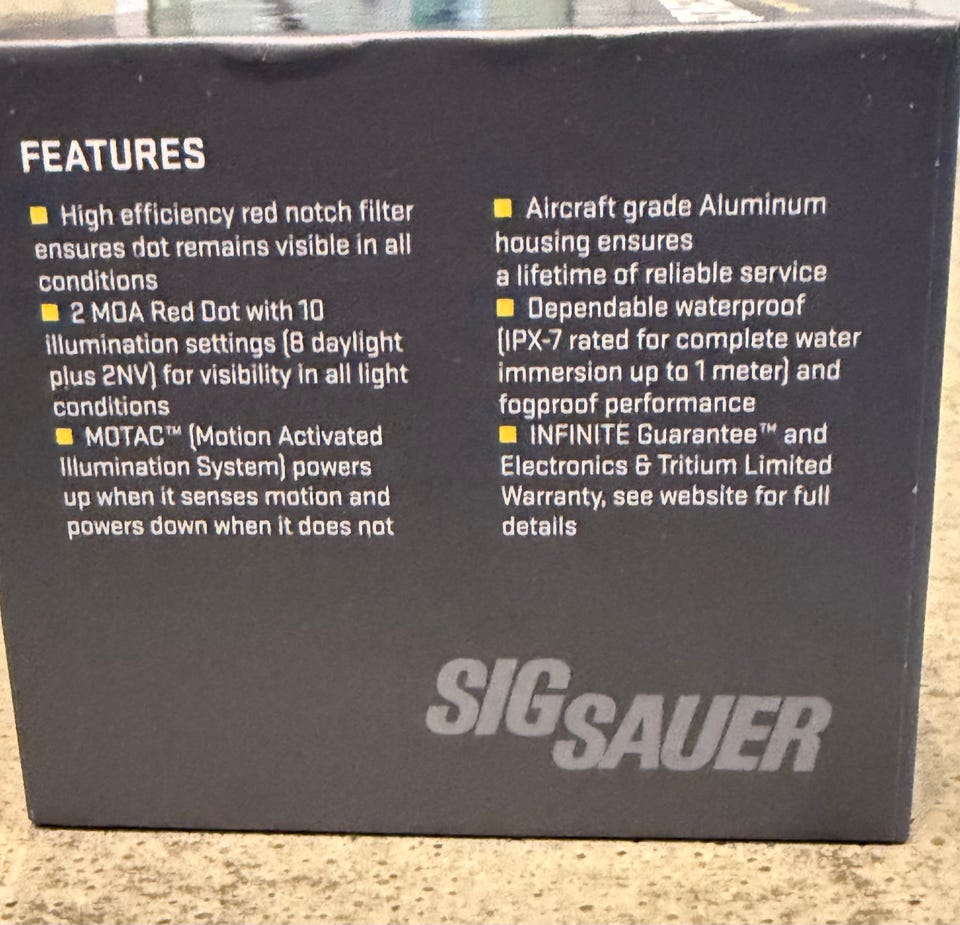 FEATURES
High efficiency red notch filter
ensures dot remains visible in all
conditions
2 MOA Red Dot with 10
illumination settings (8 daylight
plus 2NV) for visibility in all light
conditions
MOTAC™ (Motion Activated
Illumination System) powers
up when it senses motion and
powers down when it does not
Aircraft grade Aluminum
housing ensures
a lifetime of reliable service
Dependable waterproof
(IPX-7 rated for complete water
immersion up to 1 meter) and
fogproof performance
INFINITE Guarantee™ and
Electronics & Tritium Limited
Warranty, see website for full
details
SIG SAUER